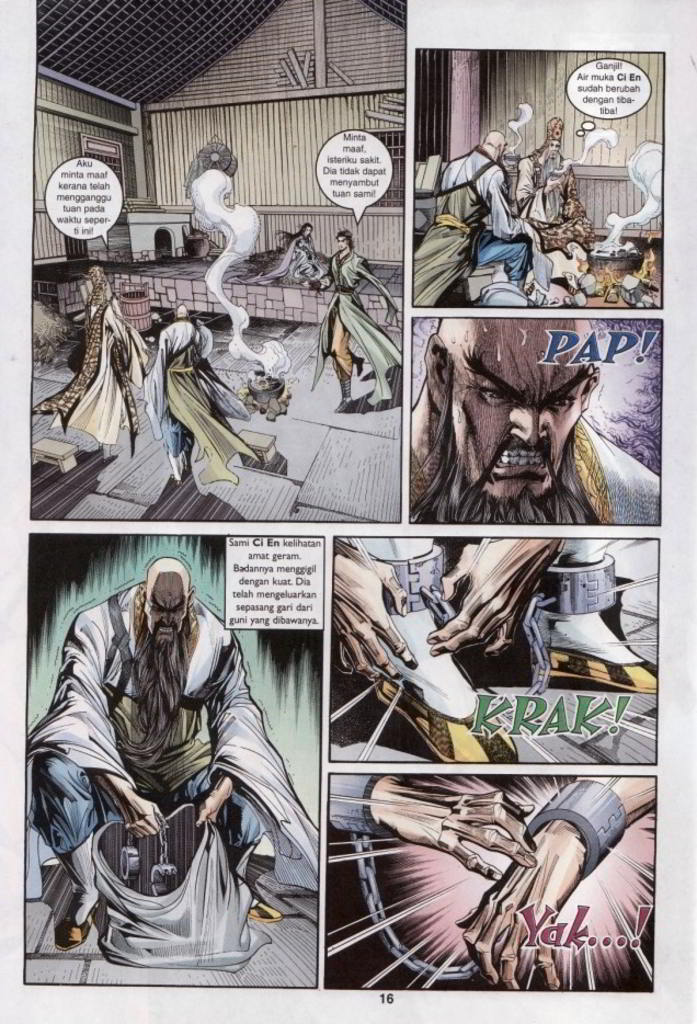 Aku
minta maaf
kerana telah
mengganggu
tuan pada
waktu seper-
ti ini!
Minta
maaf,
isteriku sakit.
Dia tidak dapat
menyambut
tuan sami!
Ganjil!
Air muka Ci En
sudah berubah
dengan tiba-
tiba!
PAP!
Sami Ci En kelihatan
amat geram.
Badannya menggigil
dengan kuat. Dia
telah mengeluarkan
sepasang gari dari
guni yang dibawanya.
KRAK!
Yak....!
16